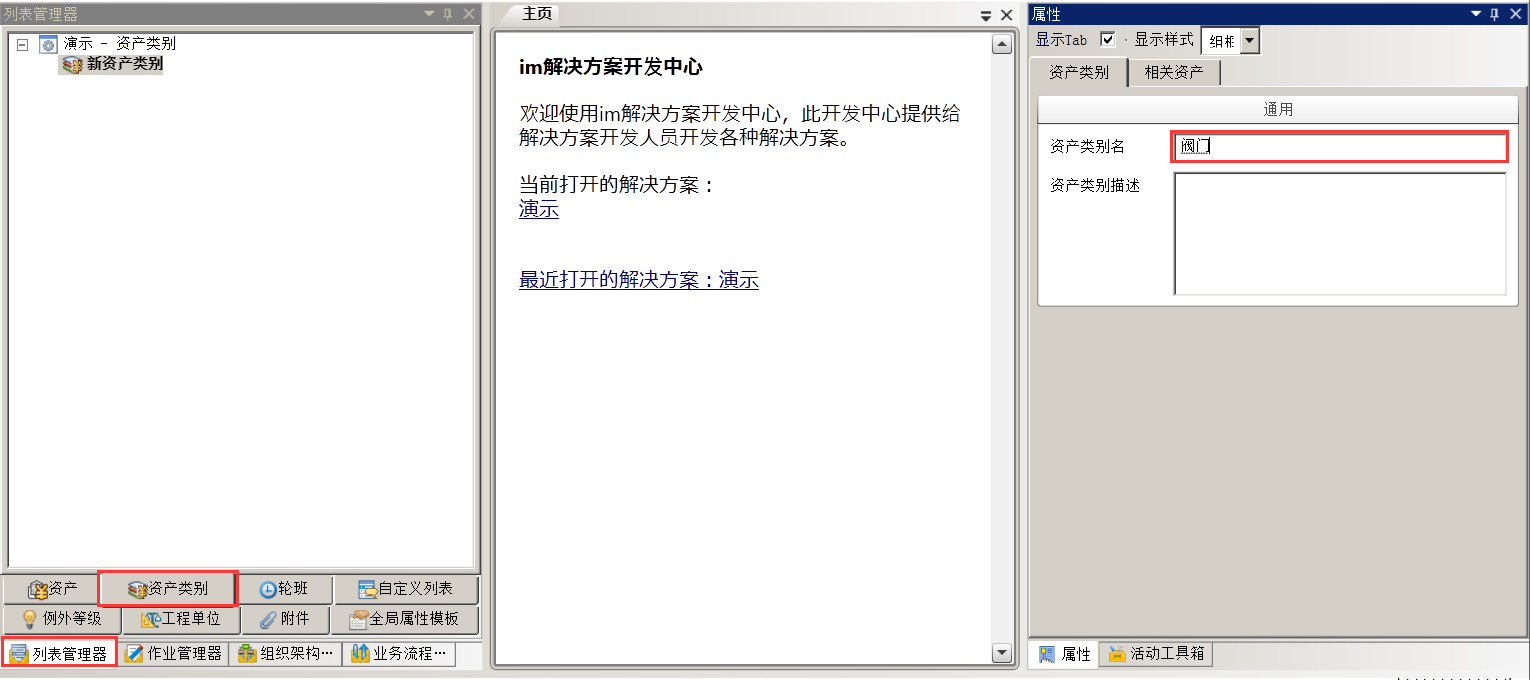 列表管理器
演示 - 资产类别
新资产类别
资产
资产类别
轮班
自定义列表
例外等级
工程单位
附件
全局属性模板
列表管理器
作业管理器
组织架构…
业务流程…
主页
im解决方案开发中心
欢迎使用im解决方案开发中心，此开发中心提供给
解决方案开发人员开发各种解决方案。
当前打开的解决方案：
演示
最近打开的解决方案：演示
属性
显示Tab · 显示样式
资产类别
相关资产
通用
资产类别名
阀门
资产类别描述
属性
活动工具箱